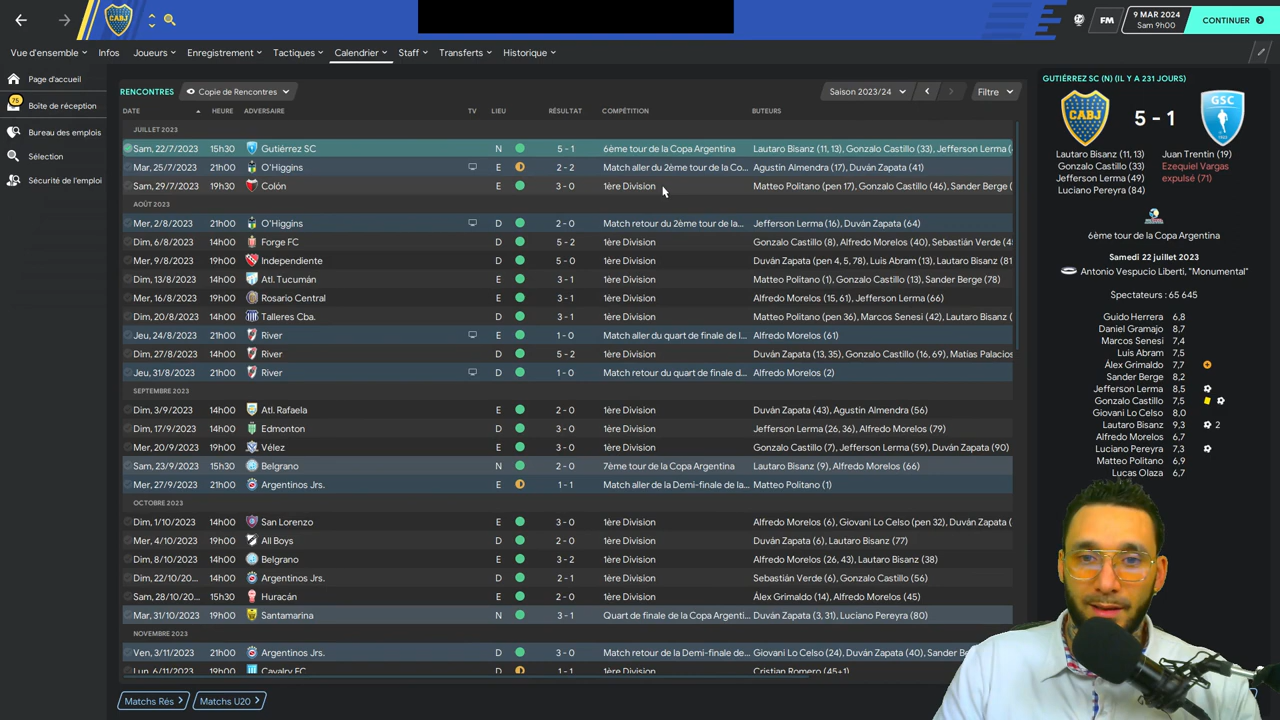 CABJ
FM
9 MAR 2024
Sam 9h00
CONTINUER
Vue d'ensemble
Infos
Joueurs
Enregistrement
Tactiques
Calendrier
Staff
Transferts
Historique
Page d'accueil
75
Boîte de réception
Bureau des emplois
Sélection
Sécurité de l'emploi
RENCONTRES
Copie de Rencontres
Saison 2023/24
Filtre
DATE HEURE ADVERSAIRE TV LIEU RÉSULTAT COMPÉTITION BUTEURS
JUILLET 2023
Sam, 22/7/2023 15h30 Gutiérrez SC N 5 - 1 6ème tour de la Copa Argentina Lautaro Bisanz (11, 13), Gonzalo Castillo (33), Jefferson Lerma (4
Mar, 25/7/2023 21h00 O'Higgins E 2 - 2 Match aller du 2ème tour de la Co... Agustin Almendra (17), Duván Zapata (41)
Sam, 29/7/2023 19h30 Colón E 3 - 0 1ère Division Matteo Politano (pen 17), Gonzalo Castillo (46), Sander Berge (
AOÛT 2023
Mer, 2/8/2023 21h00 O'Higgins D 2 - 0 Match retour du 2ème tour de la... Jefferson Lerma (16), Duván Zapata (64)
Dim, 6/8/2023 14h00 Forge FC D 5 - 2 1ère Division Gonzalo Castillo (8), Alfredo Morelos (40), Sebastián Verde (4
Mer, 9/8/2023 19h00 Independiente D 5 - 0 1ère Division Duván Zapata (pen 4, 5, 78), Luis Abram (13), Lautaro Bisanz (81
Dim, 13/8/2023 14h00 Atl. Tucumán E 3 - 1 1ère Division Matteo Politano (1), Gonzalo Castillo (13), Sander Berge (78)
Mer, 16/8/2023 19h00 Rosario Central E 3 - 1 1ère Division Alfredo Morelos (15, 61), Jefferson Lerma (66)
Dim, 20/8/2023 14h00 Talleres Cba. D 3 - 1 1ère Division Matteo Politano (pen 36), Marcos Senesi (42), Lautaro Bisanz (
Jeu, 24/8/2023 21h00 River E 1 - 0 Match aller du quart de finale de l... Alfredo Morelos (61)
Dim, 27/8/2023 14h00 River D 5 - 2 1ère Division Duván Zapata (13, 35), Gonzalo Castillo (16, 69), Matías Palacios
Jeu, 31/8/2023 21h00 River D 1 - 0 Match retour du quart de finale d... Alfredo Morelos (2)
SEPTEMBRE 2023
Dim, 3/9/2023 14h00 Atl. Rafaela E 2 - 0 1ère Division Duván Zapata (43), Agustin Almendra (56)
Dim, 17/9/2023 14h00 Edmonton D 3 - 0 1ère Division Jefferson Lerma (26, 36), Alfredo Morelos (79)
Mer, 20/9/2023 19h00 Vélez E 3 - 0 1ère Division Gonzalo Castillo (7), Jefferson Lerma (59), Duván Zapata (90)
Sam, 23/9/2023 15h30 Belgrano N 2 - 0 7ème tour de la Copa Argentina Lautaro Bisanz (9), Alfredo Morelos (66)
Mer, 27/9/2023 21h00 Argentinos Jrs. E 1 - 1 Match aller de la Demi-finale de la... Matteo Politano (1)
OCTOBRE 2023
Dim, 1/10/2023 14h00 San Lorenzo E 3 - 0 1ère Division Alfredo Morelos (6), Giovani Lo Celso (pen 32), Duván Zapata (
Mer, 4/10/2023 19h00 All Boys D 2 - 0 1ère Division Duván Zapata (6), Lautaro Bisanz (77)
Dim, 8/10/2023 14h00 Belgrano E 3 - 2 1ère Division Alfredo Morelos (26, 43), Lautaro Bisanz (38)
Dim, 22/10/20... 14h00 Argentinos Jrs. D 2 - 1 1ère Division Sebastián Verde (6), Gonzalo Castillo (56)
Sam, 28/10/20... 15h30 Huracán E 2 - 0 1ère Division Álex Grimaldo (14), Alfredo Morelos (45)
Mar, 31/10/2023 19h00 Santamarina N 3 - 1 Quart de finale de la Copa Argenti... Duván Zapata (3, 31), Luciano Pereyra (80)
NOVEMBRE 2023
Ven, 3/11/2023 21h00 Argentinos Jrs. D 3 - 0 Match retour de la Demi-finale de... Giovani Lo Celso (24), Duván Zapata (40), Sander Be
Lun, 6/11/2023 19h00 Cavalry FC D 1 - 1 1ère Division Cristian Romero (45+1)
Matchs Rés
Matchs U20
GUTIÉRREZ SC (N) (IL Y A 231 JOURS)
CABJ 5 - 1 GSC
1923
Lautaro Bisanz (11, 13)
Gonzalo Castillo (33)
Jefferson Lerma (49)
Luciano Pereyra (84)
Juan Trentin (19)
Ezequiel Vargas
expulsé (71)
6ème tour de la Copa Argentina
Samedi 22 juillet 2023
Antonio Vespucio Liberti, "Monumental"
Spectateurs : 65 645
Guido Herrera 6,8
Daniel Gramajo 8,7
Marcos Senesi 7,4
Luis Abram 7,5
Álex Grimaldo 7,7
Sander Berge 8,2
Jefferson Lerma 8,5
Gonzalo Castillo 7,5
Giovani Lo Celso 8,0
Lautaro Bisanz 9,3 2
Alfredo Morelos 6,7
Luciano Pereyra 7,3
Matteo Politano 6,9
Lucas Olaza 6,7